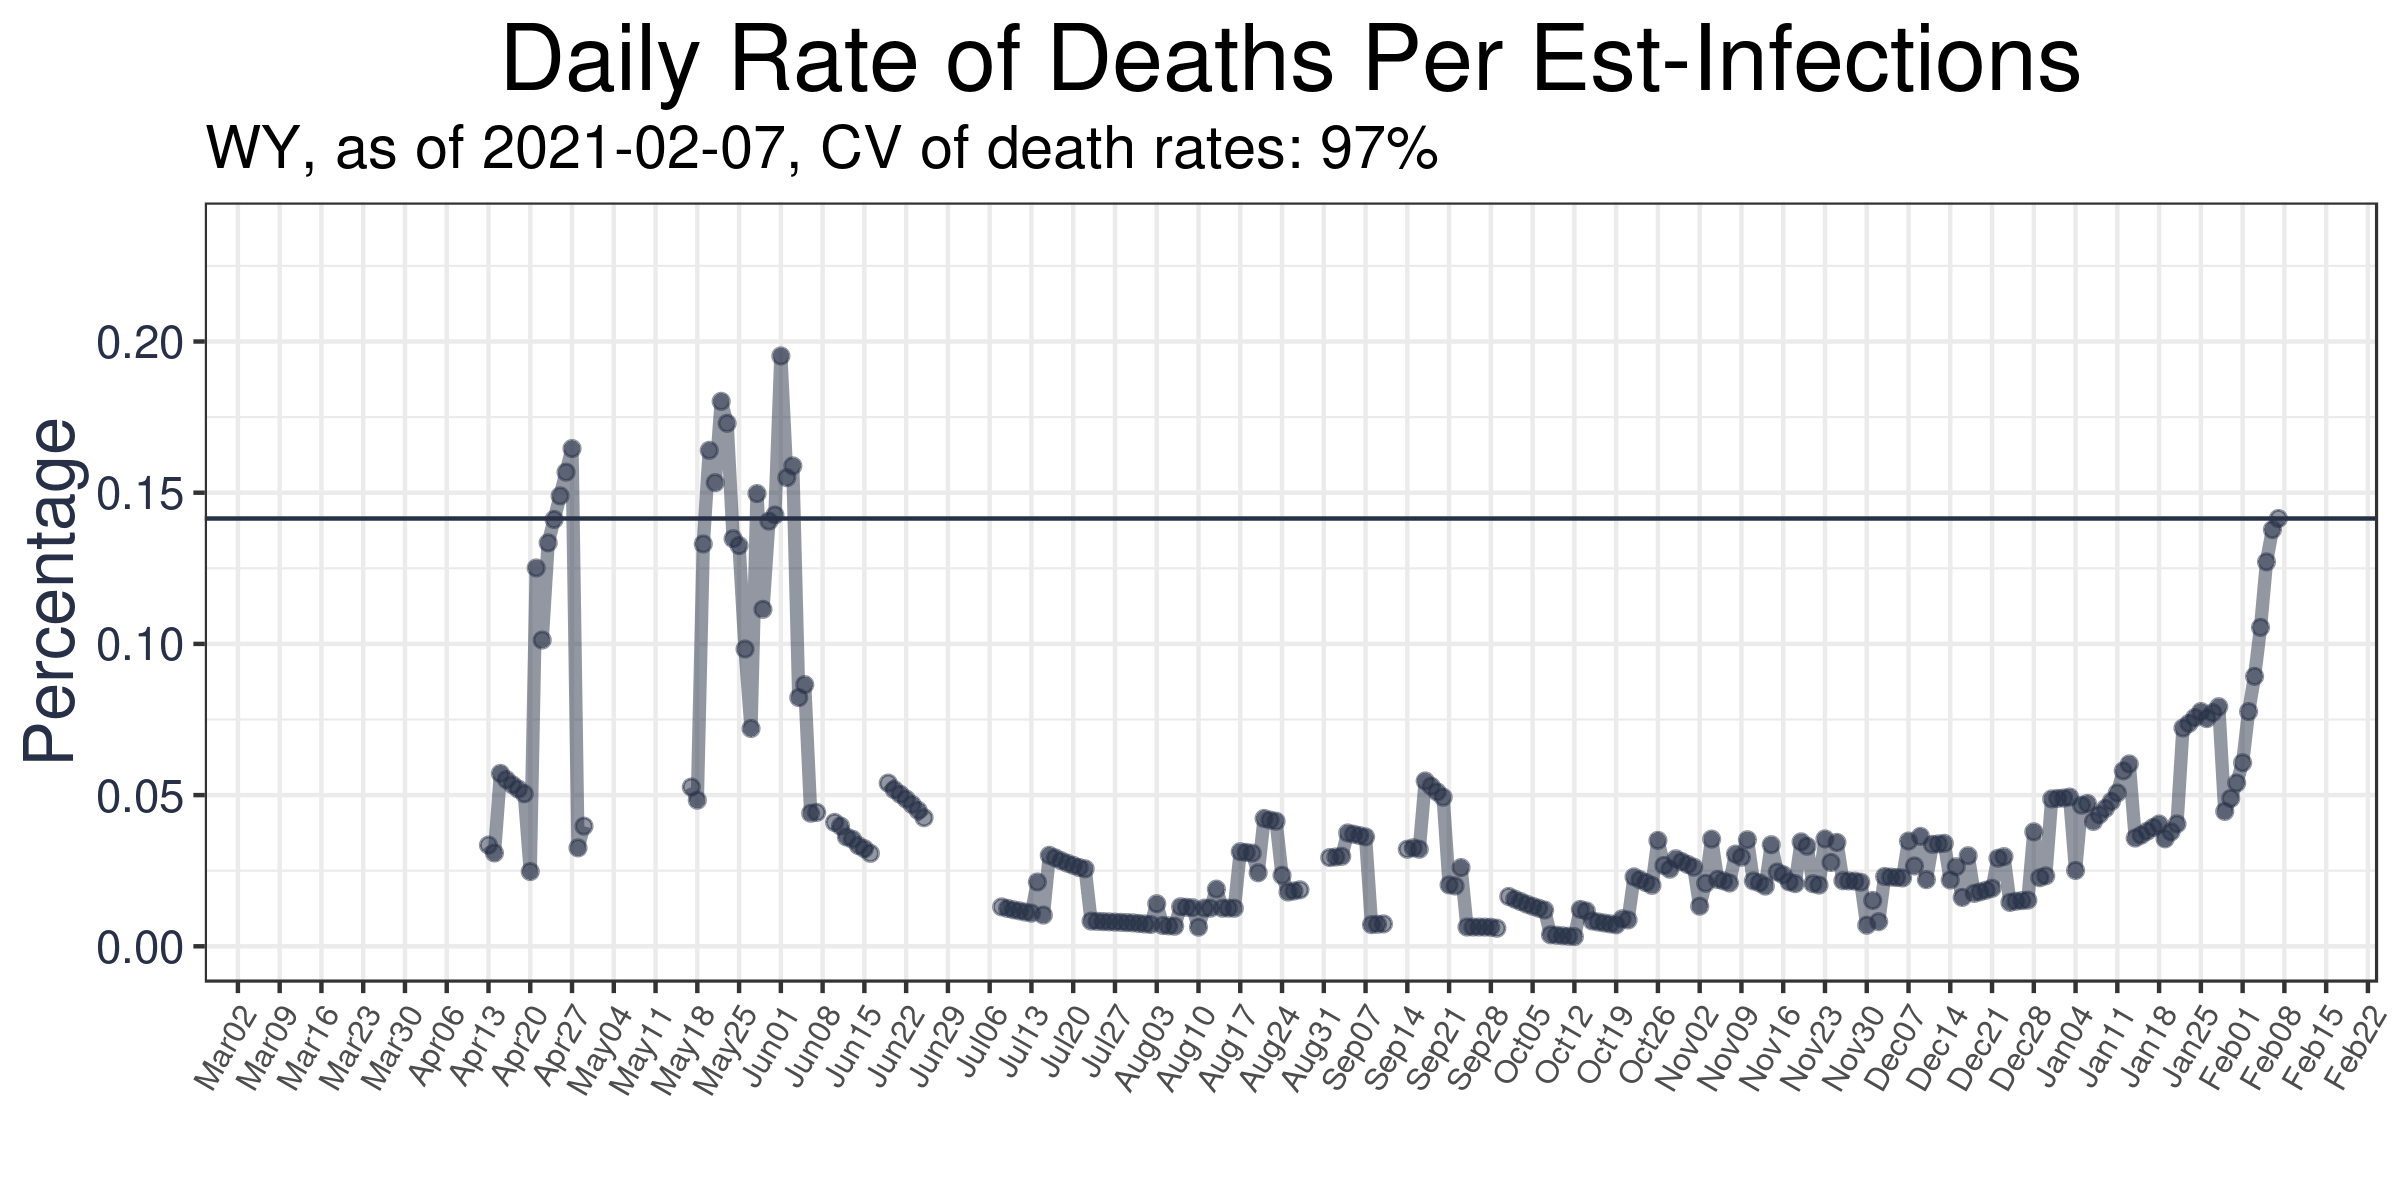 Daily Rate of Deaths Per Est-Infections
WY, as of 2021-02-07, CV of death rates: 97%
Percentage
0.20
0.15
0.10
0.05
0.00
Mar02 Mar09 Mar16 Mar23 Mar30 Apr06 Apr13 Apr20 Apr27 May04 May11 May18 May25 Jun01 Jun08 Jun15 Jun22 Jun29 Jul06 Jul13 Jul20 Jul27 Aug03 Aug10 Aug17 Aug24 Aug31 Sep07 Sep14 Sep21 Sep28 Oct05 Oct12 Oct19 Oct26 Nov02 Nov09 Nov16 Nov23 Nov30 Dec07 Dec14 Dec21 Dec28 Jan04 Jan11 Jan18 Jan25 Feb01 Feb08 Feb15 Feb22